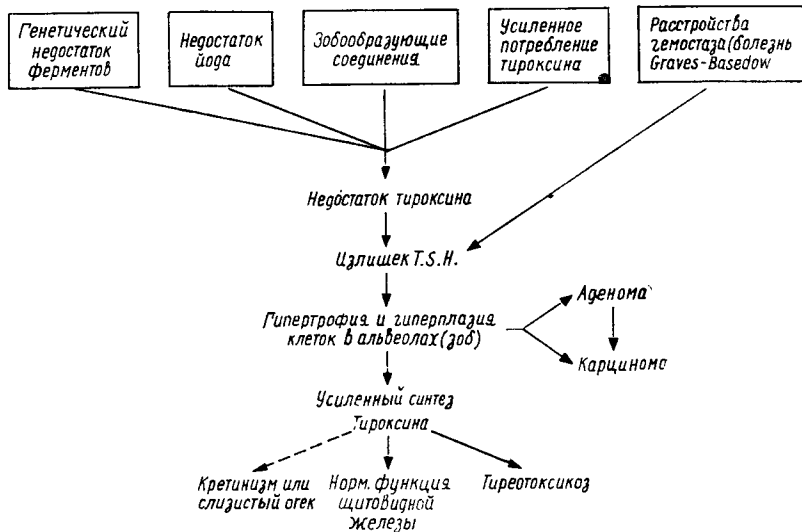 Генетический
недостаток
ферментов
Недостаток
йода
Зобообразующие
соединения
Усиленное
потребление
тироксина
Расстройства
гемостаза(болезнь
Graves-Basedow
Недостаток тироксина
Излишек T.S.H.
Гипертрофия и гиперплазия
клеток в альвеолах(зоб)
Аденома
Карцинома
Усиленный синтез
Тироксина
Кретинизм или
слизистый отек
Норм. функция
щитовидной
железы
Тиреотоксикоз